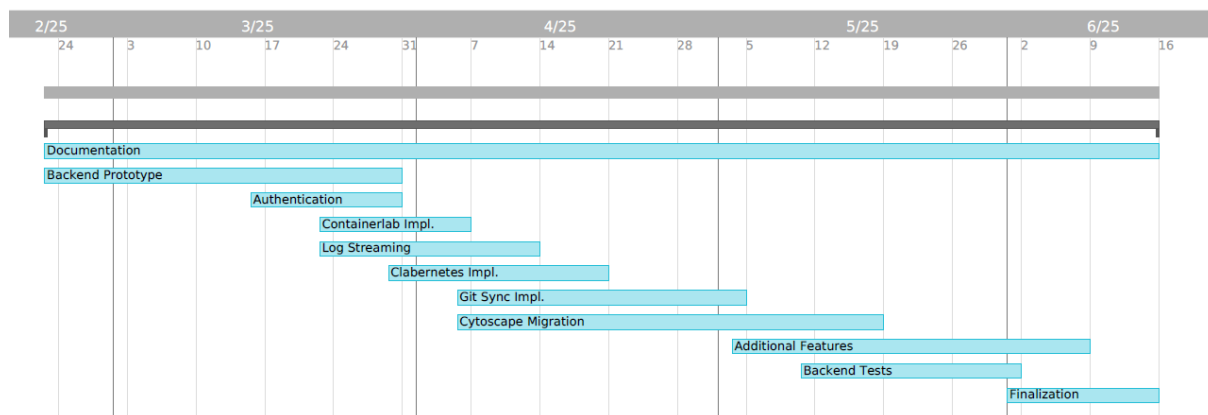 2/25 3/25 4/25 5/25 6/25
24 3 10 17 24 31 7 14 21 28 5 12 19 26 2 9 16
Documentation
Backend Prototype
Authentication
Containerlab Impl.
Log Streaming
Clabernetes Impl.
Git Sync Impl.
Cytoscape Migration
Additional Features
Backend Tests
Finalization